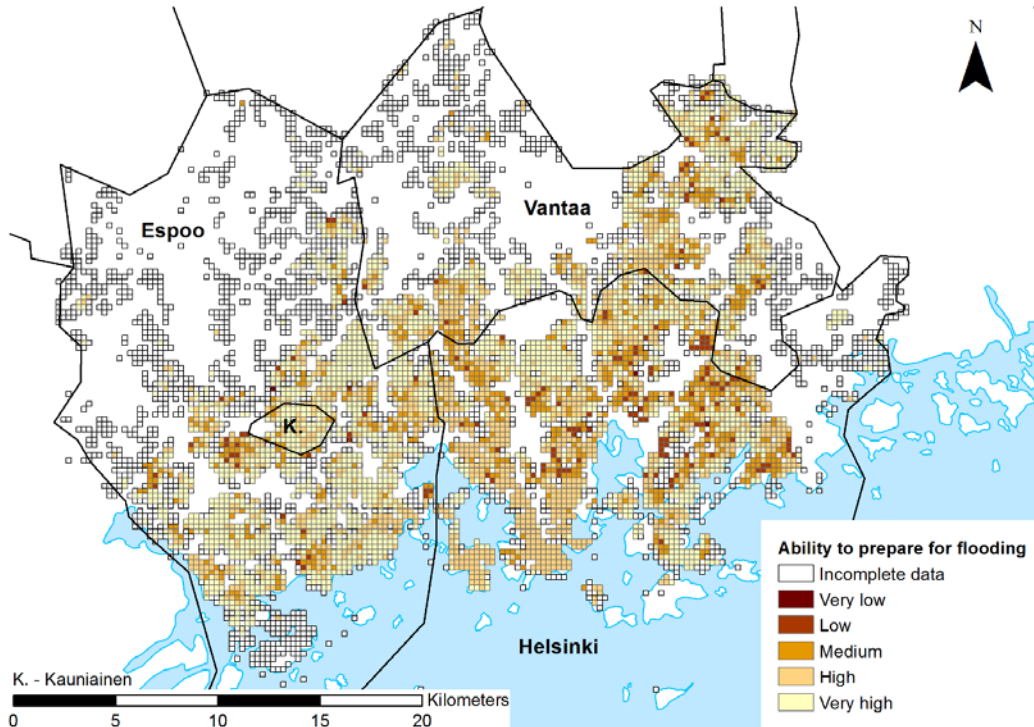 N
Espoo
Vantaa
K.
Helsinki
Ability to prepare for flooding
Incomplete data
Very low
Low
Medium
High
Very high
K. - Kauniainen
Kilometers
0 5 10 15 20